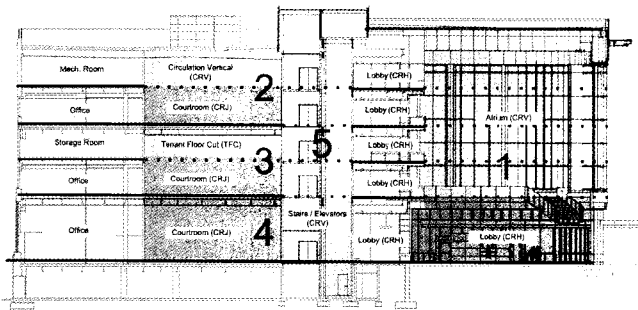 Mech. Room
Circulation Vertical
(CRV)
2
Lobby (CRH)
Office
Courtroom (CRJ)
Lobby (CRH)
Atrium (CRV)
Storage Room
Tenant Floor Cut (TFC)
3
5
Lobby (CRH)
1
Office
Courtroom (CRJ)
Lobby (CRH)
Office
Courtroom (CRJ)
4
Stairs / Elevators
(CRV)
Lobby (CRH)
Lobby (CRH)